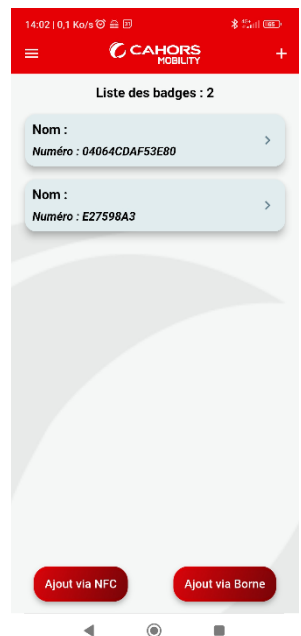 14:02 | 0,1 Ko/s
CAHORS
MOBILITY
Liste des badges : 2
Nom :
Numéro : 04064CDAF53E80
Nom :
Numéro : E27598A3
Ajout via NFC
Ajout via Borne